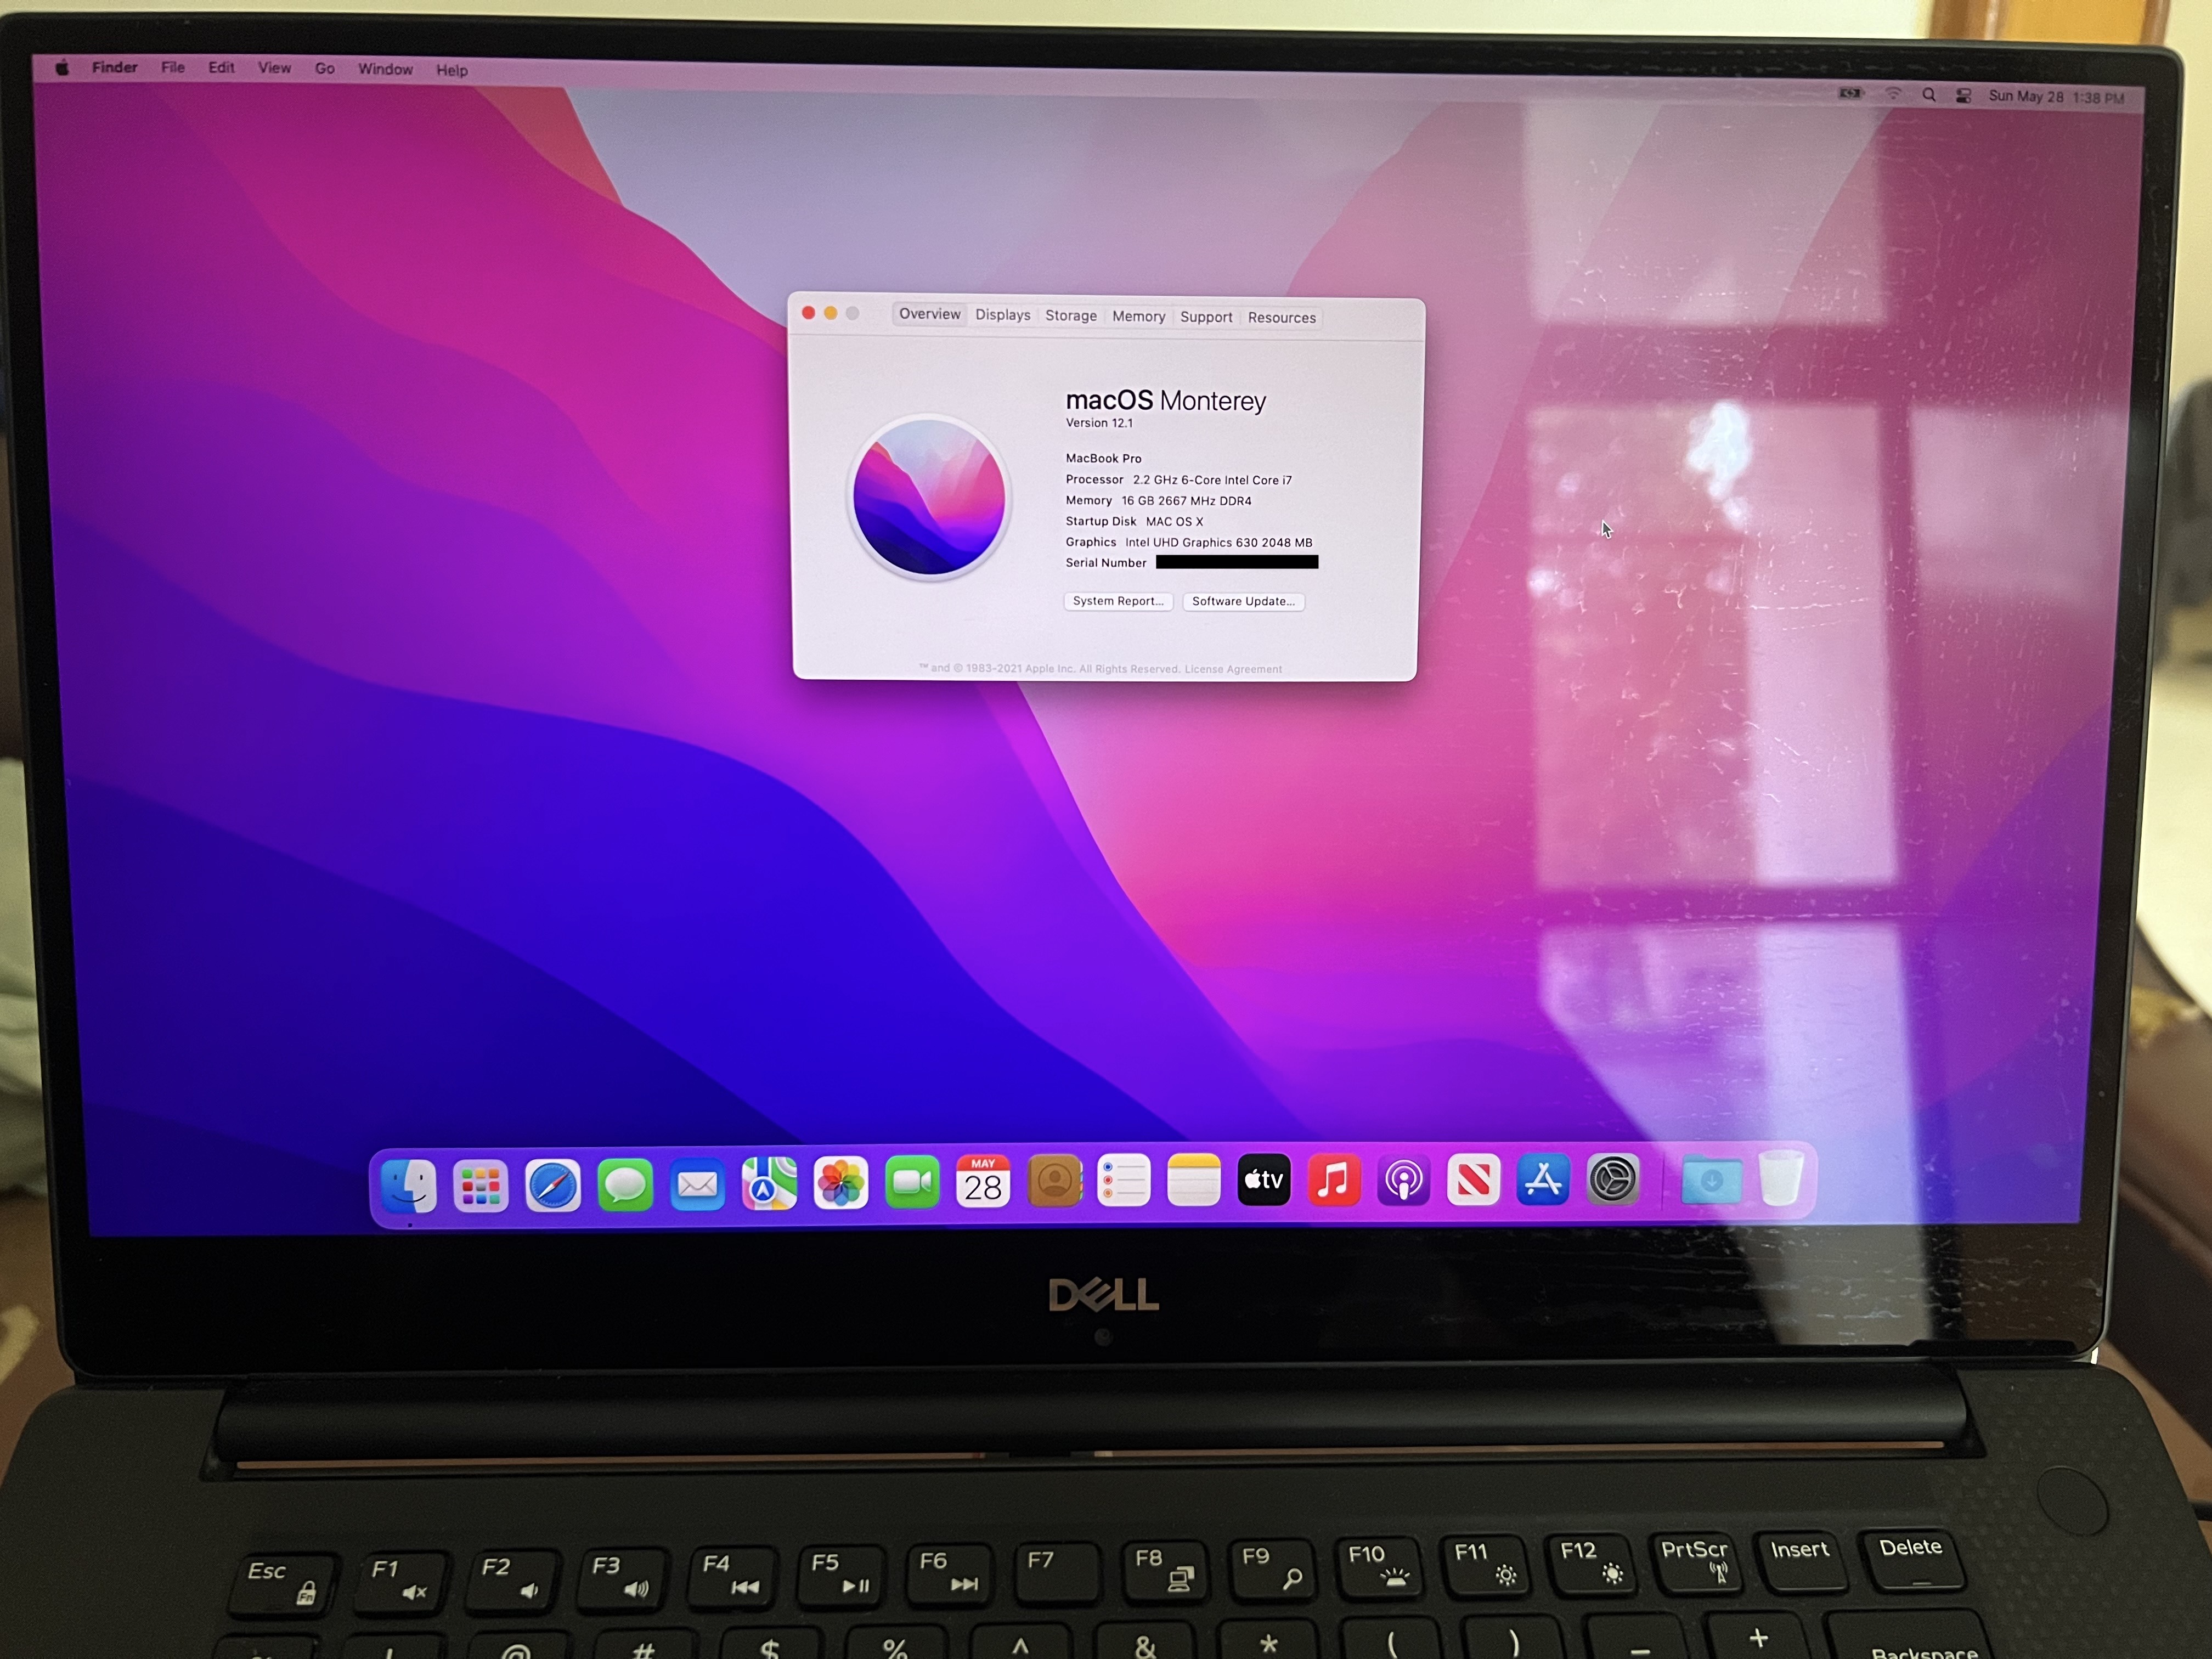 Finder File Edit View Go Window Help
Sun May 28 1:38 PM
Overview Displays Storage Memory Support Resources
macOS Monterey
Version 12.1
MacBook Pro
Processor 2.2 GHz 6-Core Intel Core i7
Memory 16 GB 2667 MHz DDR4
Startup Disk MAC OS X
Graphics Intel UHD Graphics 630 2048 MB
Serial Number
System Report... Software Update...
™ and © 1983-2021 Apple Inc. All Rights Reserved. License Agreement
MAY
28
tv
DELL
Esc F1 F2 F3 F4 F5 F6 F7 F8 F9 F10 F11 F12 PrtScr Insert Delete
Fn
! @ # $ % ^ & * ( ) _ + Backspace